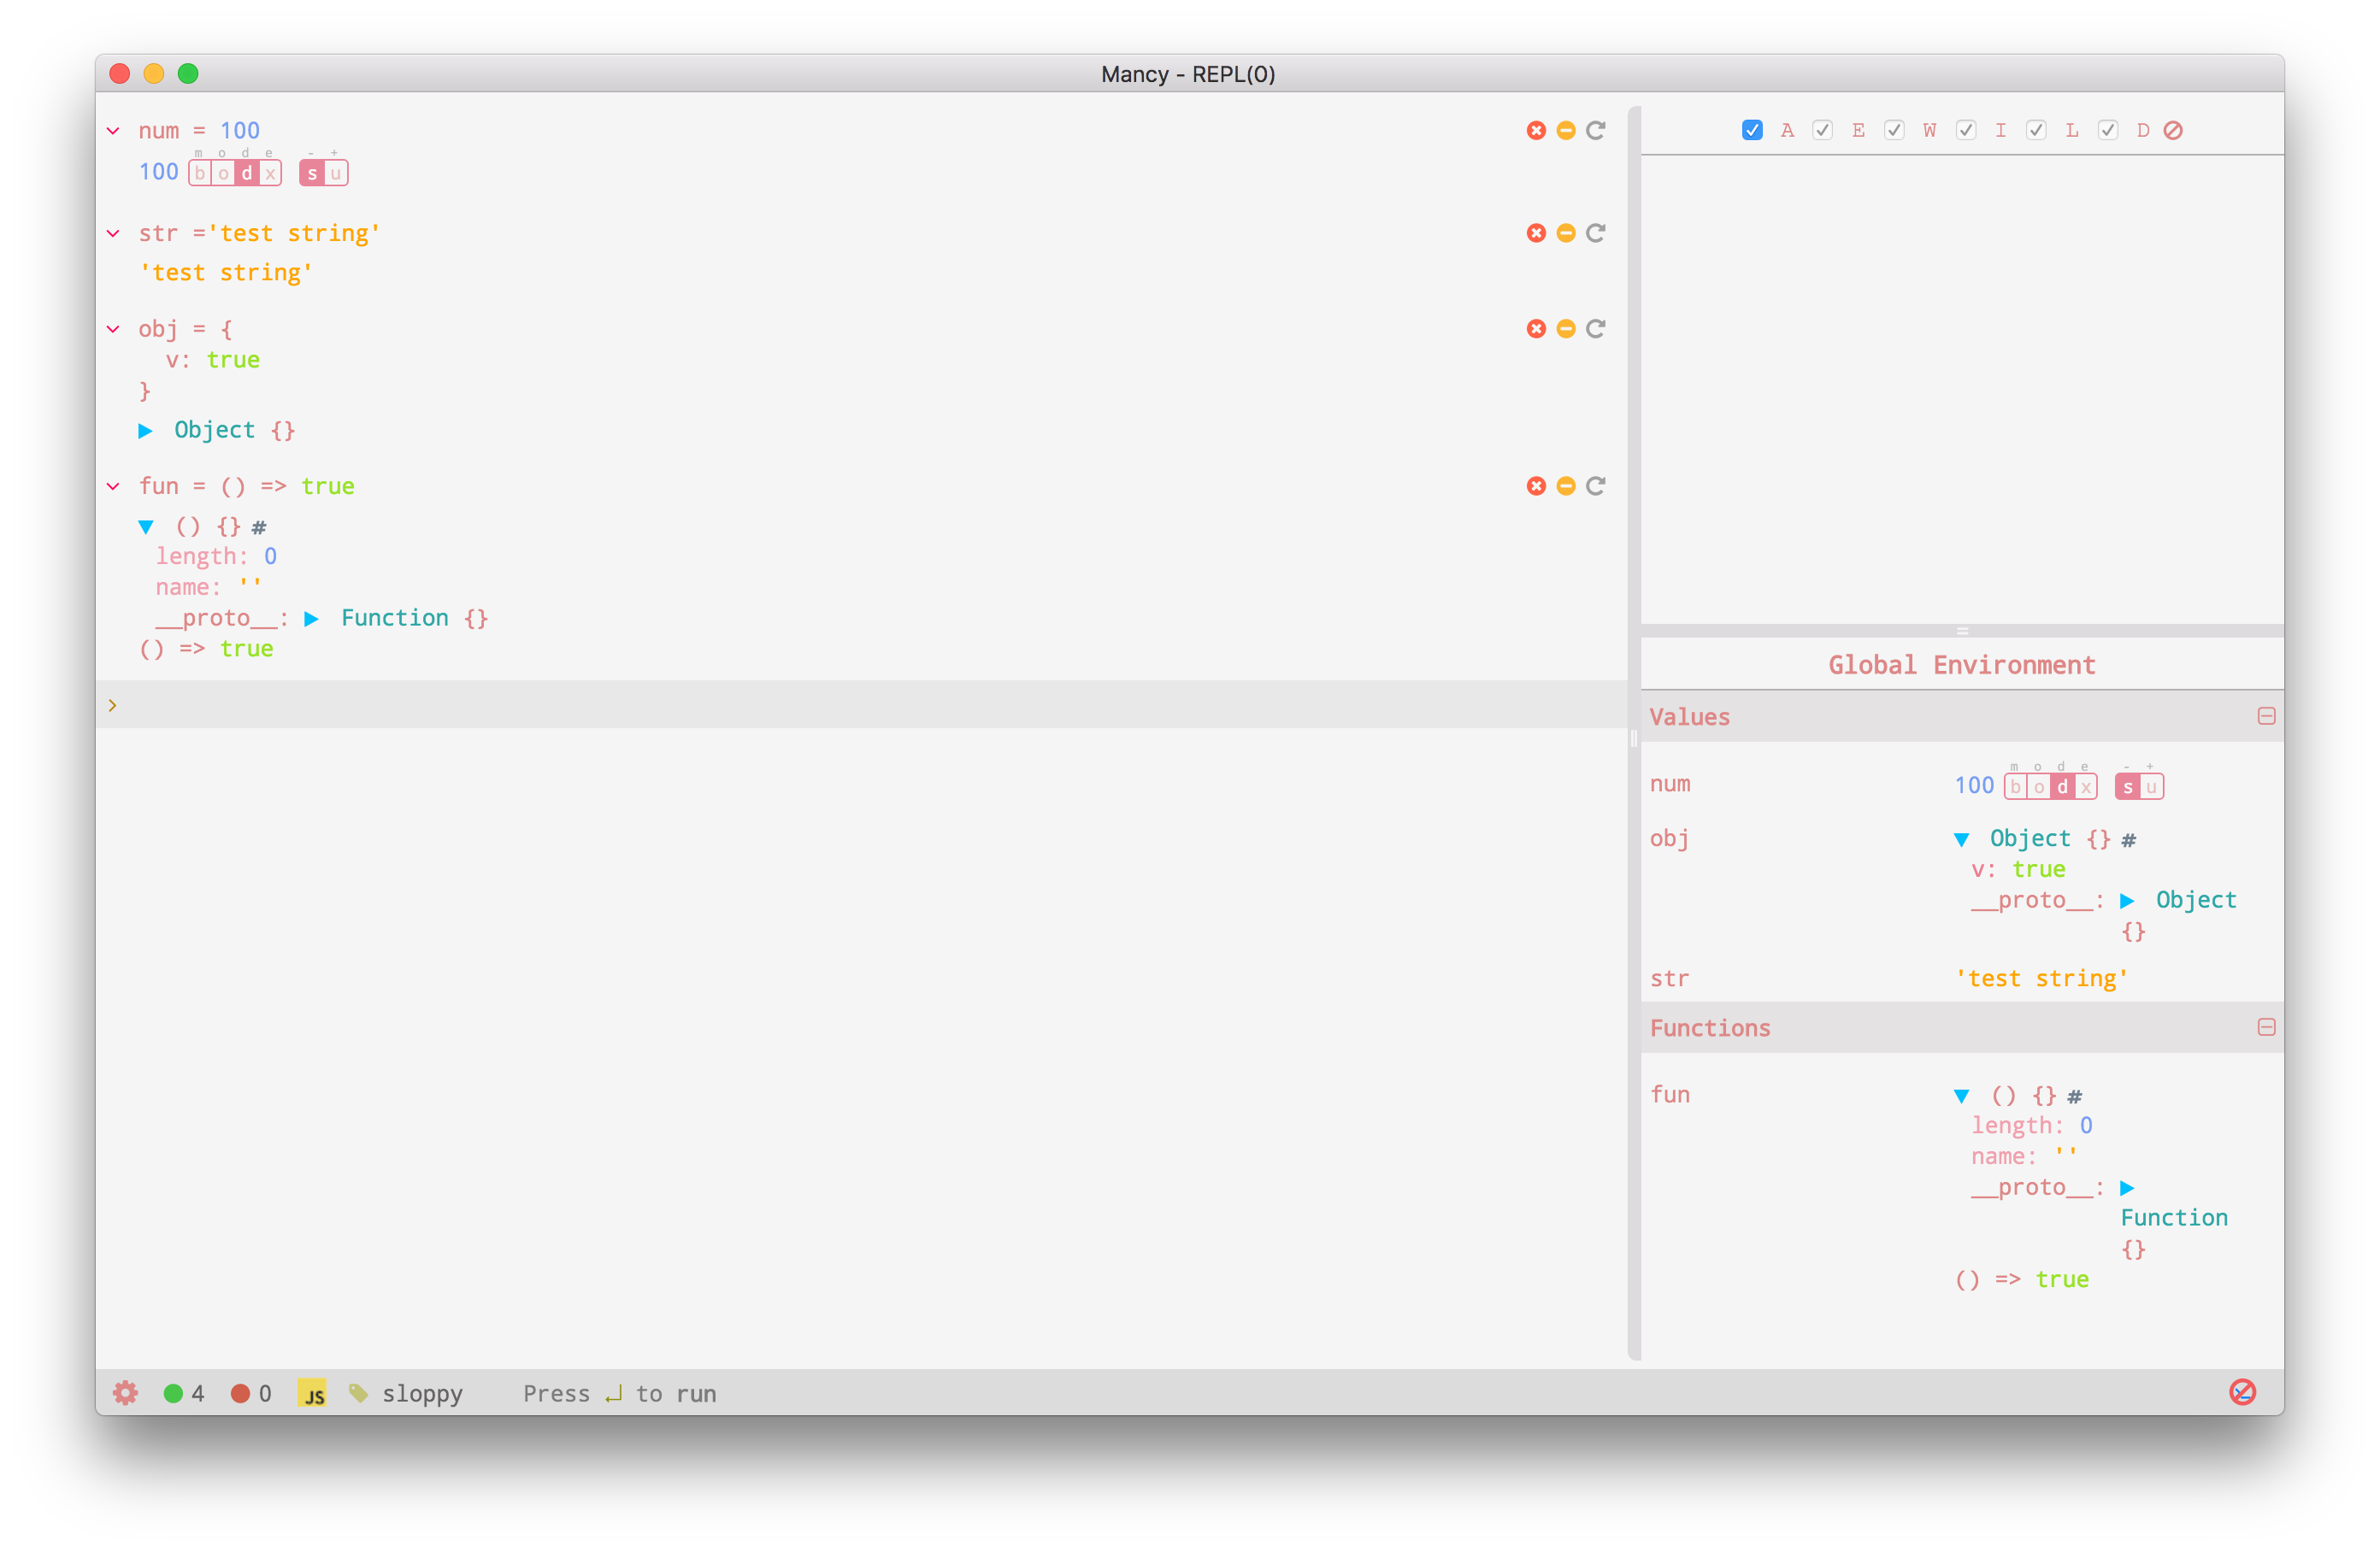 Mancy - REPL(0)
num = 100
m o d e - +
100 b o d x s u
str ='test string'
'test string'
obj = {
v: true
}
Object {}
fun = () => true
() {} #
length: 0
name: ''
__proto__: Function {}
() => true
A E W I L D
Global Environment
Values
num
m o d e - +
100 b o d x s u
obj
Object {} #
v: true
__proto__: Object
{}
str 'test string'
Functions
fun
() {} #
length: 0
name: ''
__proto__:
Function
{}
() => true
4 0 JS sloppy Press ↵ to run